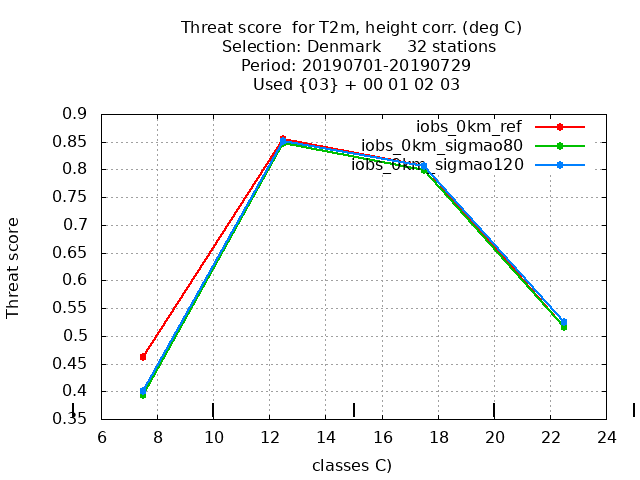 Threat score  for T2m, height corr. (deg C)
Selection: Denmark     32 stations
Period: 20190701-20190729
Used {03} + 00 01 02 03
iobs_0km_ref
iobs_0km_sigmao80
iobs_0km_sigmao120
Threat score
0.9
0.85
0.8
0.75
0.7
0.65
0.6
0.55
0.5
0.45
0.4
0.35
6 8 10 12 14 16 18 20 22 24
classes C)